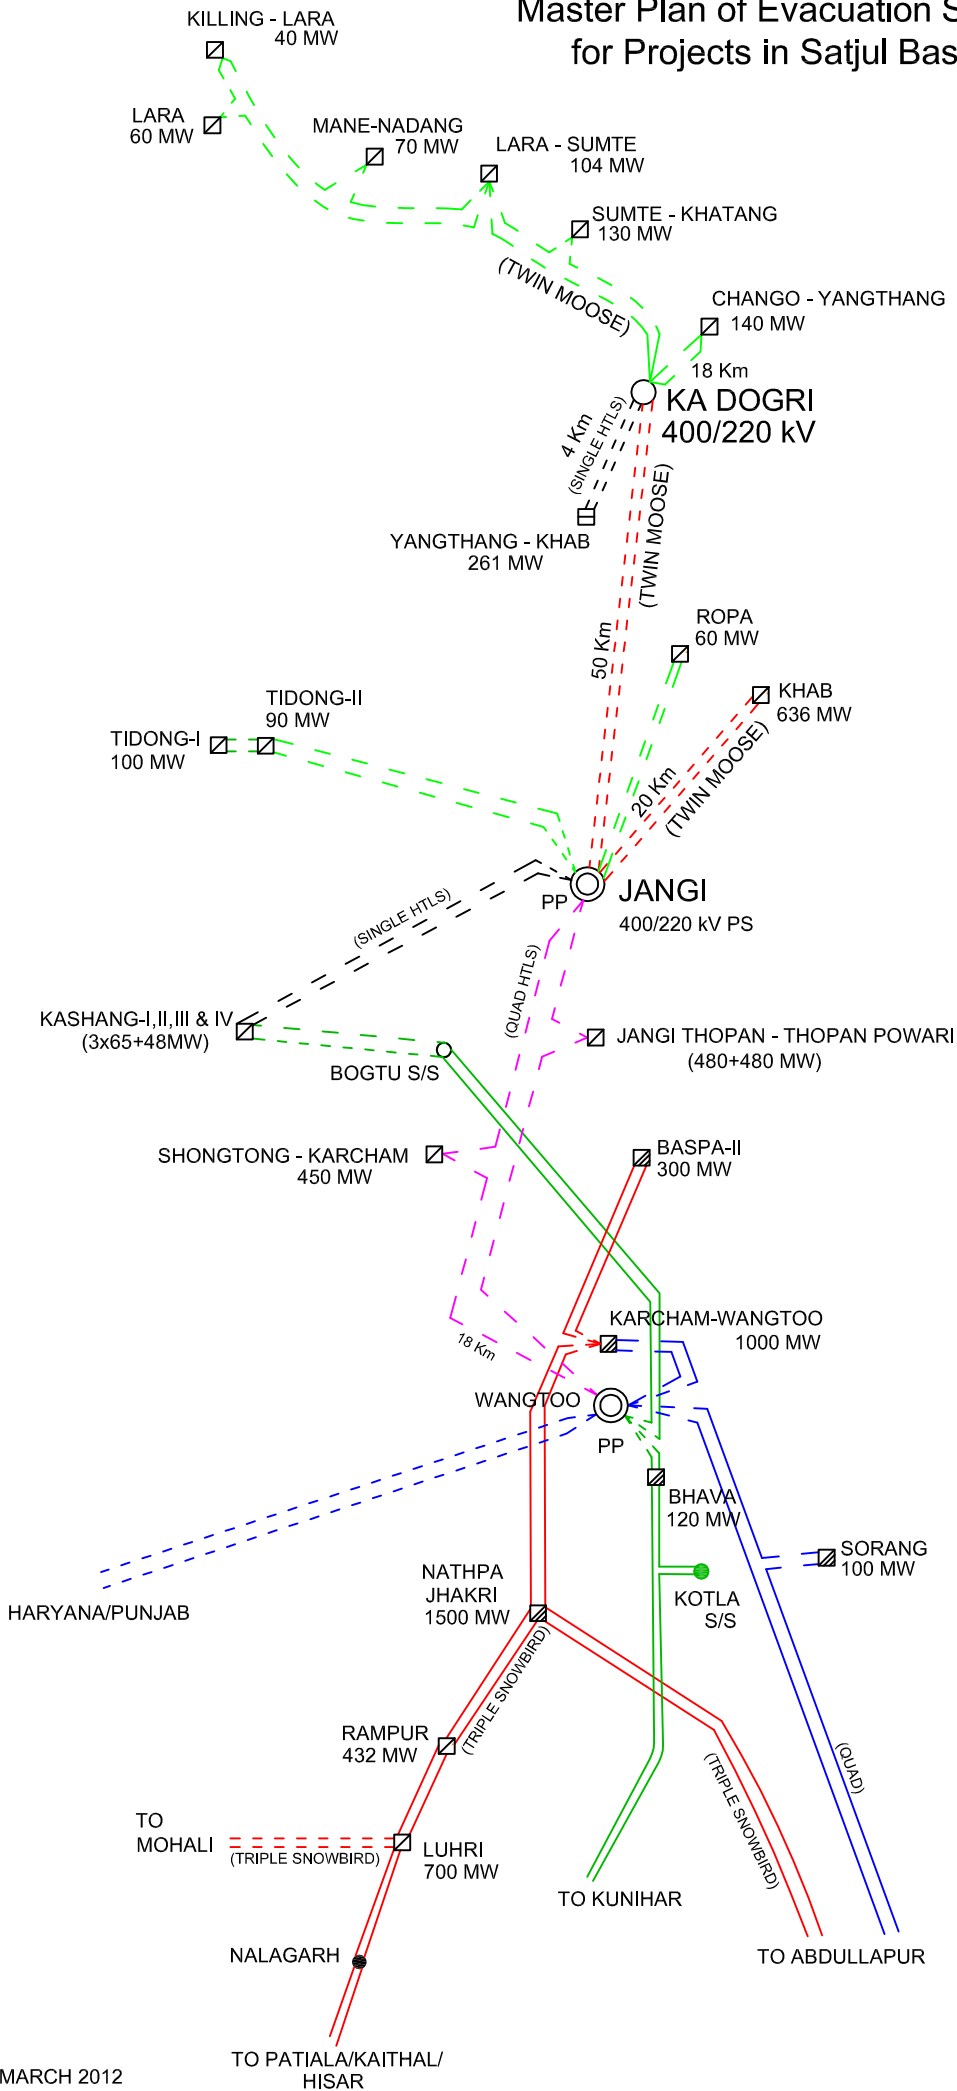 Master Plan of Evacuation S
for Projects in Satjul Bas
KILLING - LARA
40 MW
LARA
60 MW
MANE-NADANG
70 MW
LARA - SUMTE
104 MW
SUMTE - KHATANG
130 MW
(TWIN MOOSE)
CHANGO - YANGTHANG
140 MW
18 Km
KA DOGRI
400/220 kV
4 Km
(SINGLE HTLS)
YANGTHANG - KHAB
261 MW
(TWIN MOOSE)
50 Km
ROPA
60 MW
KHAB
636 MW
20 Km
(TWIN MOOSE)
TIDONG-II
90 MW
TIDONG-I
100 MW
PP
JANGI
400/220 kV PS
(SINGLE HTLS)
(QUAD HTLS)
KASHANG-I,II,III & IV
(3x65+48MW)
BOGTU S/S
JANGI THOPAN - THOPAN POWARI
(480+480 MW)
SHONGTONG - KARCHAM
450 MW
BASPA-II
300 MW
KARCHAM-WANGTOO
1000 MW
18 Km
WANGTOO
PP
BHAVA
120 MW
SORANG
100 MW
KOTLA
S/S
HARYANA/PUNJAB
NATHPA
JHAKRI
1500 MW
(TRIPLE SNOWBIRD)
RAMPUR
432 MW
(TRIPLE SNOWBIRD)
(QUAD)
TO
MOHALI
(TRIPLE SNOWBIRD)
LUHRI
700 MW
TO KUNIHAR
NALAGARH
TO ABDULLAPUR
TO PATIALA/KAITHAL/
HISAR
MARCH 2012